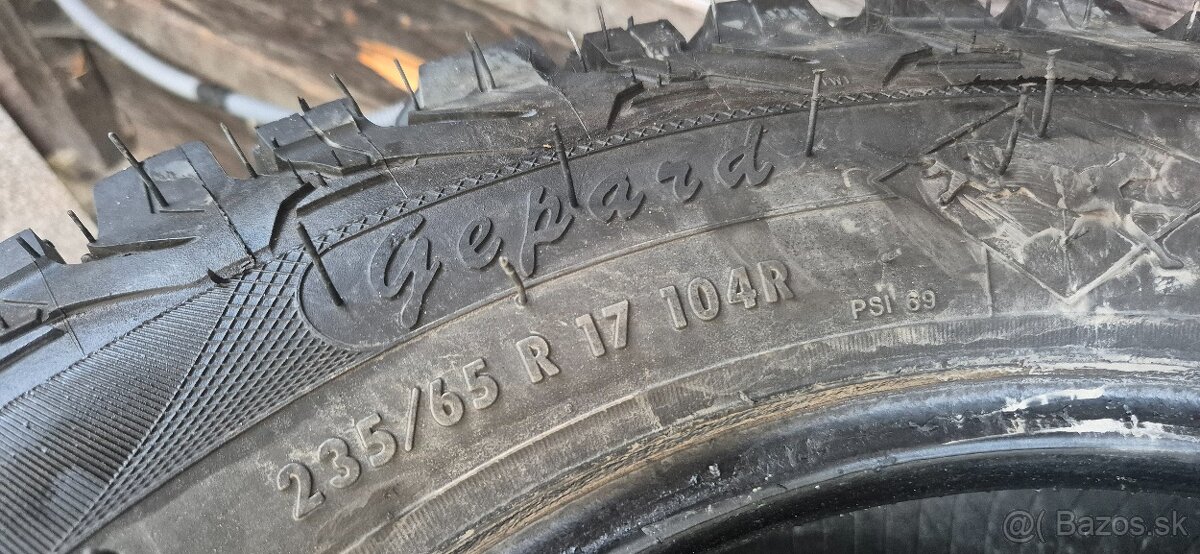 Gepard
235/65 R 17 104R
PSI 69
@( Bazos.sk